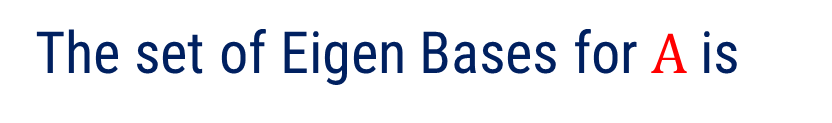 The set of Eigen Bases for A is